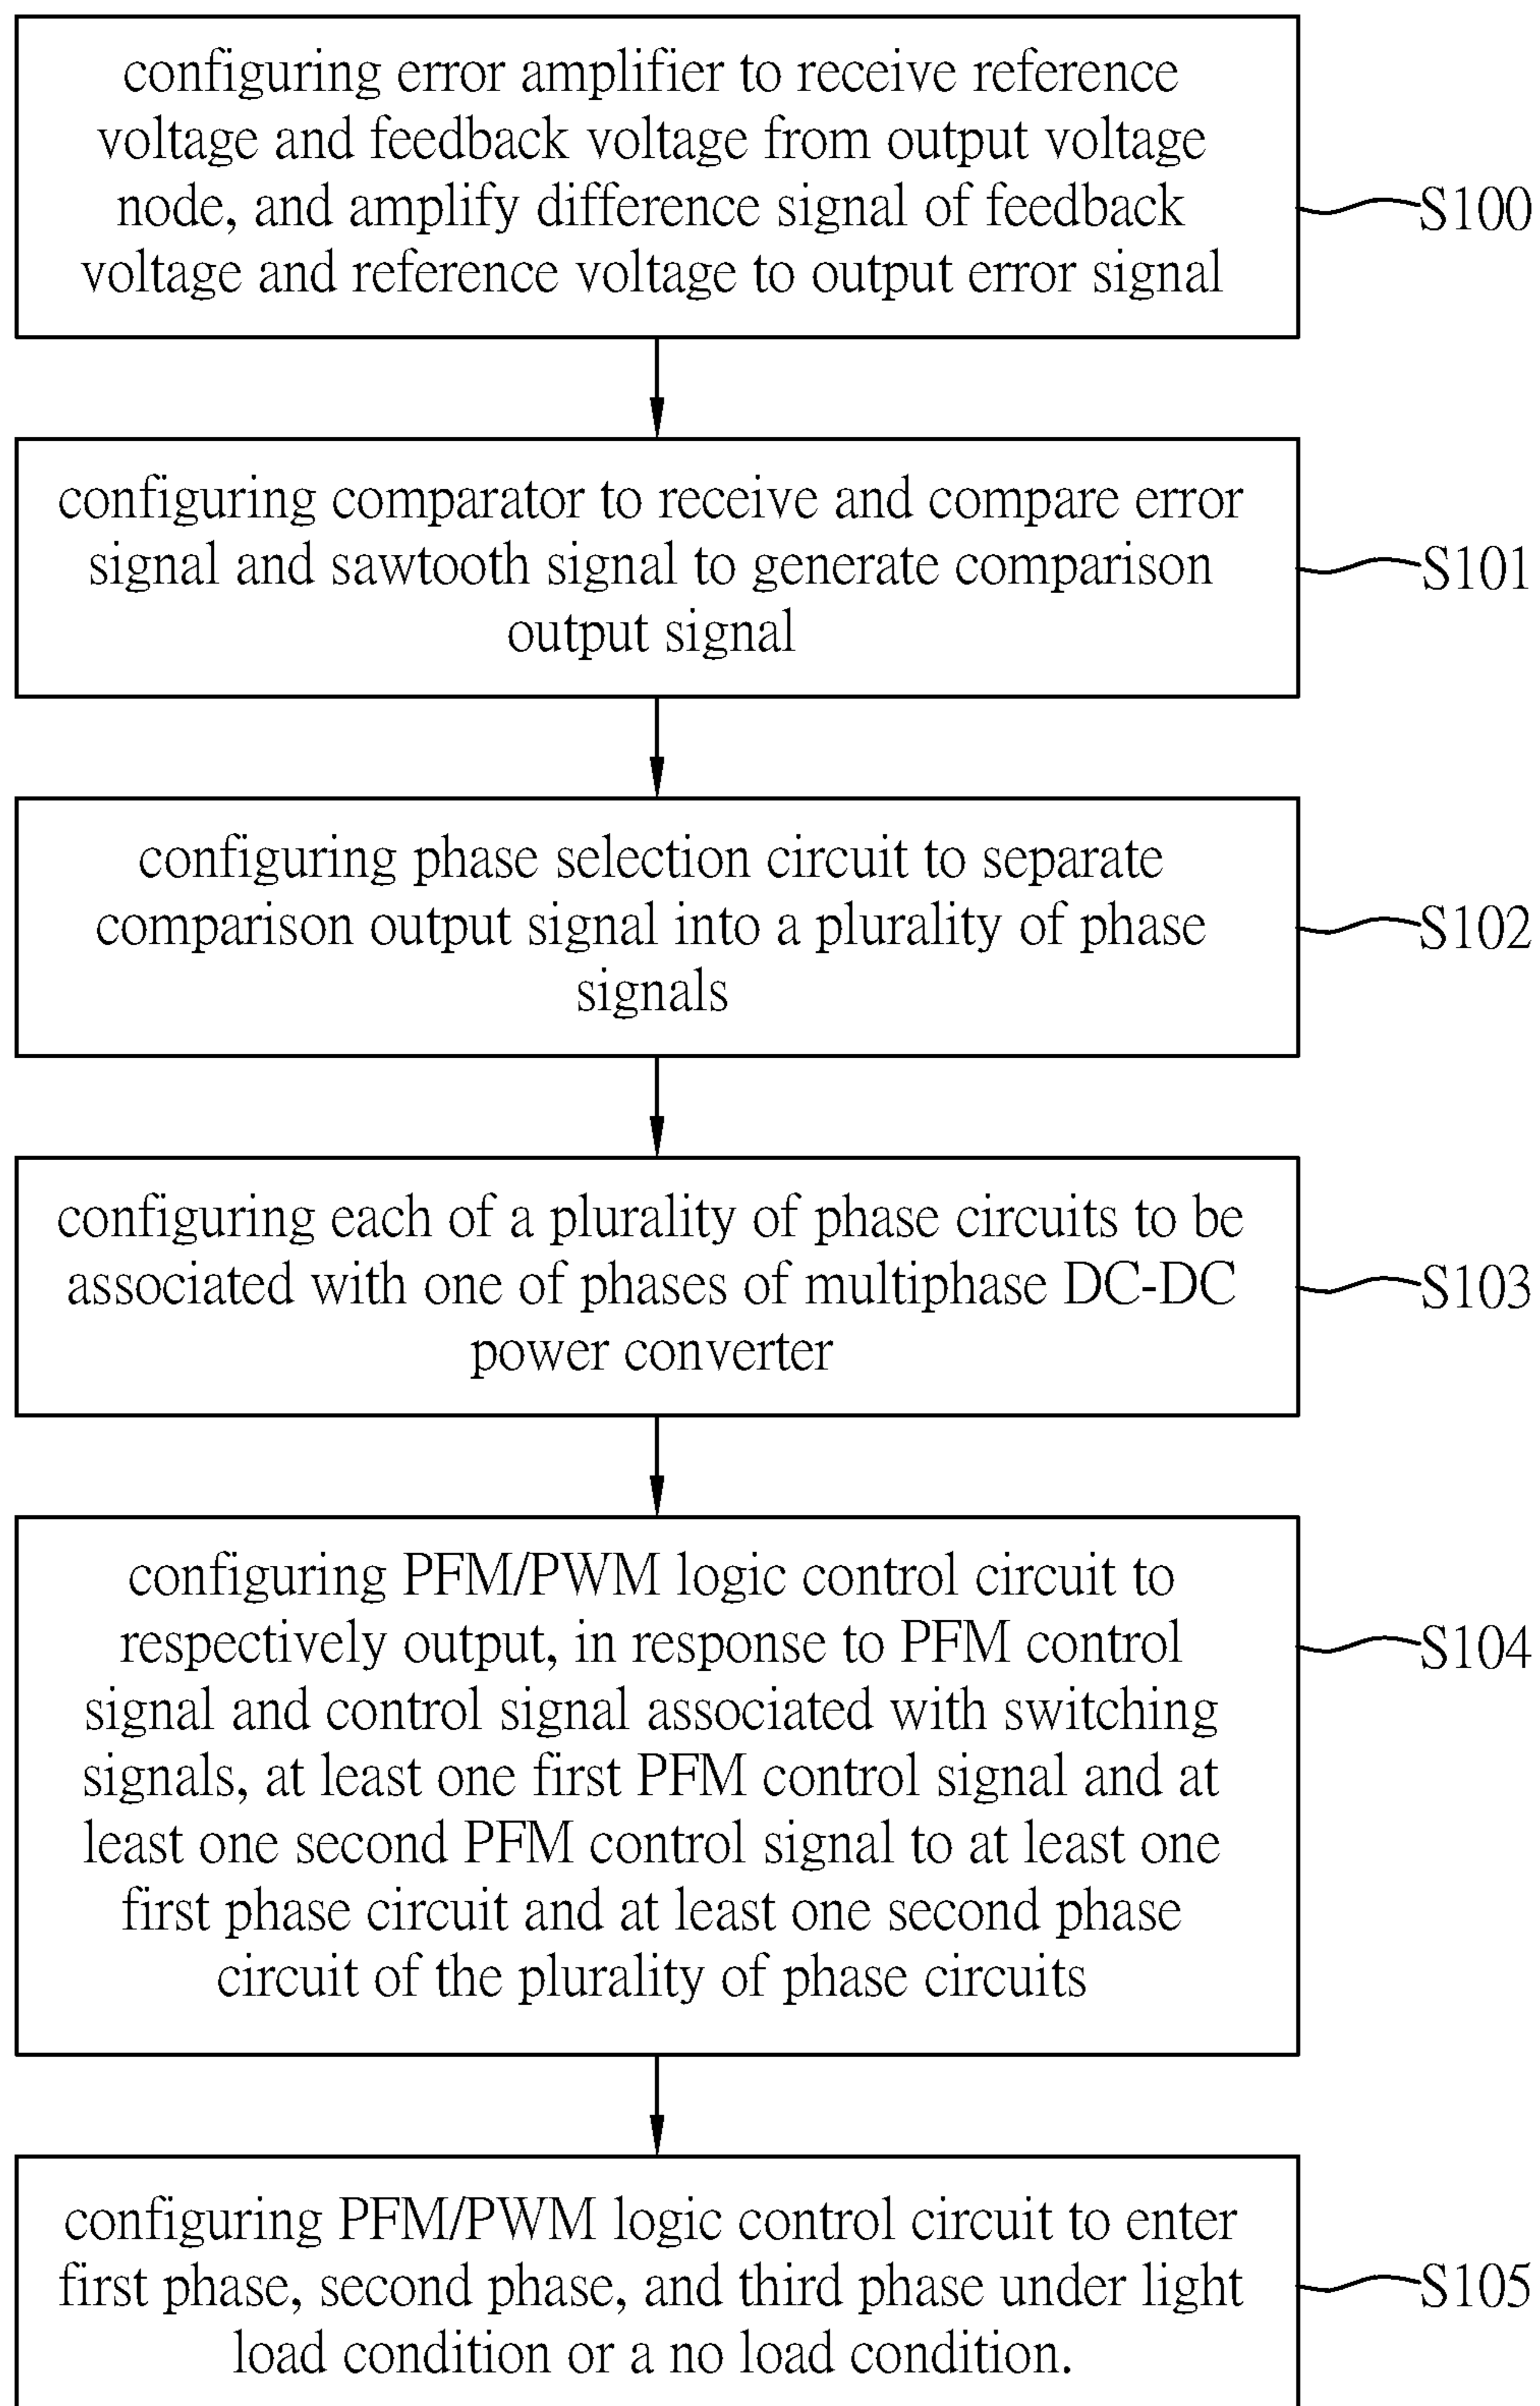 configuring error amplifier to receive reference
voltage and feedback voltage from output voltage
node, and amplify difference signal of feedback
voltage and reference voltage to output error signal
S100
configuring comparator to receive and compare error
signal and sawtooth signal to generate comparison
output signal
S101
configuring phase selection circuit to separate
comparison output signal into a plurality of phase
signals
S102
configuring each of a plurality of phase circuits to be
associated with one of phases of multiphase DC-DC
power converter
S103
configuring PFM/PWM logic control circuit to
respectively output, in response to PFM control
signal and control signal associated with switching
signals, at least one first PFM control signal and at
least one second PFM control signal to at least one
first phase circuit and at least one second phase
circuit of the plurality of phase circuits
S104
configuring PFM/PWM logic control circuit to enter
first phase, second phase, and third phase under light
load condition or a no load condition.
S105